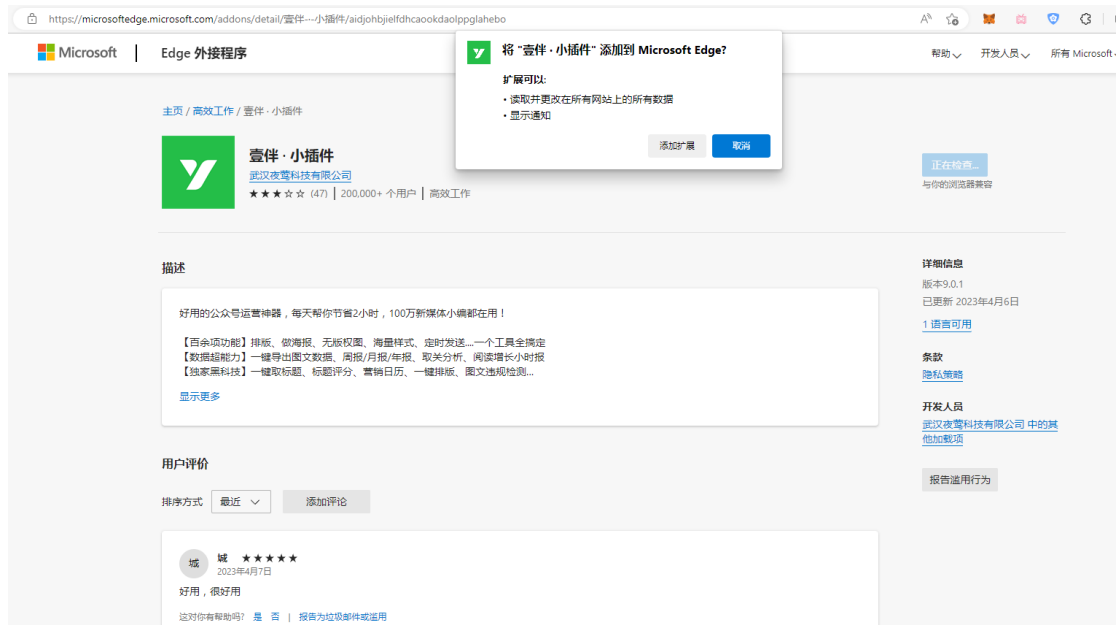 https://microsoftedge.microsoft.com/addons/detail/壹伴---小插件/aidjohbjielfdhcaookdaolppglahebo
Microsoft
Edge 外接程序
帮助
开发人员
所有 Microsoft
将 "壹伴 · 小插件" 添加到 Microsoft Edge?
扩展可以:
• 读取并更改在所有网站上的所有数据
• 显示通知
添加扩展
取消
主页 / 高效工作 / 壹伴 · 小插件
壹伴 · 小插件
武汉夜莺科技有限公司
★★★☆☆ (47) | 200,000+ 个用户 | 高效工作
正在检查...
与你的浏览器兼容
描述
好用的公众号运营神器,每天帮你节省2小时,100万新媒体小编都在用!
【百余项功能】排版、做海报、无版权图、海量样式、定时发送....一个工具全搞定
【数据超能力】一键导出图文数据、周报/月报/年报、取关分析、阅读增长小时报
【独家黑科技】一键取标题、标题评分、营销日历、一键排版、图文违规检测...
显示更多
详细信息
版本9.0.1
已更新 2023年4月6日
1 语言可用
条款
隐私策略
开发人员
武汉夜莺科技有限公司 中的其
他加载项
报告滥用行为
用户评价
排序方式
最近
添加评论
城
城 ★★★★★
2023年4月7日
好用,很好用
这对你有帮助吗? 是 否 | 报告为垃圾邮件或滥用